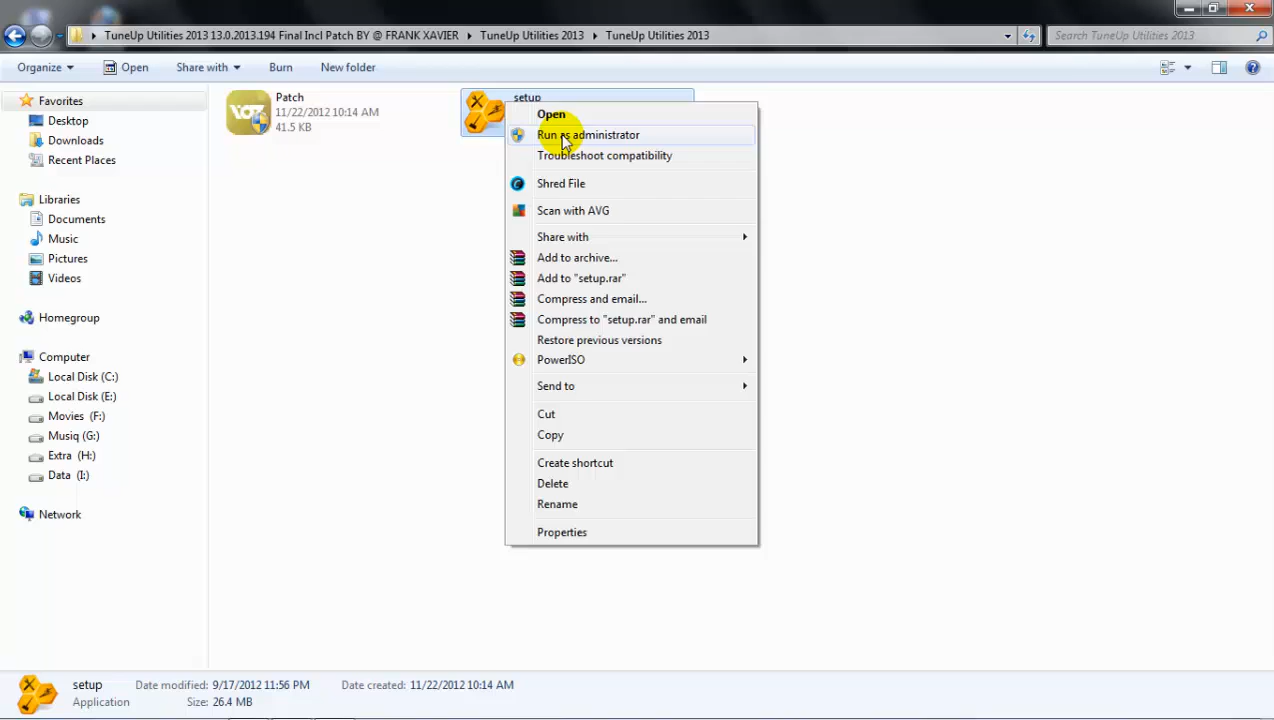 TuneUp Utilities 2013 13.0.2013.194 Final Incl Patch BY @ FRANK XAVIER TuneUp Utilities 2013 TuneUp Utilities 2013
Search TuneUp Utilities 2013
Organize Open Share with Burn New folder
Favorites
Desktop
Downloads
Recent Places
Libraries
Documents
Music
Pictures
Videos
Homegroup
Computer
Local Disk (C:)
Local Disk (E:)
Movies (F:)
Musiq (G:)
Extra (H:)
Data (I:)
Network
Patch
11/22/2012 10:14 AM
41.5 KB
setup
Open
Run as administrator
Troubleshoot compatibility
Shred File
Scan with AVG
Share with
Add to archive...
Add to "setup.rar"
Compress and email...
Compress to "setup.rar" and email
Restore previous versions
PowerISO
Send to
Cut
Copy
Create shortcut
Delete
Rename
Properties
setup Date modified: 9/17/2012 11:56 PM Date created: 11/22/2012 10:14 AM
Application Size: 26.4 MB